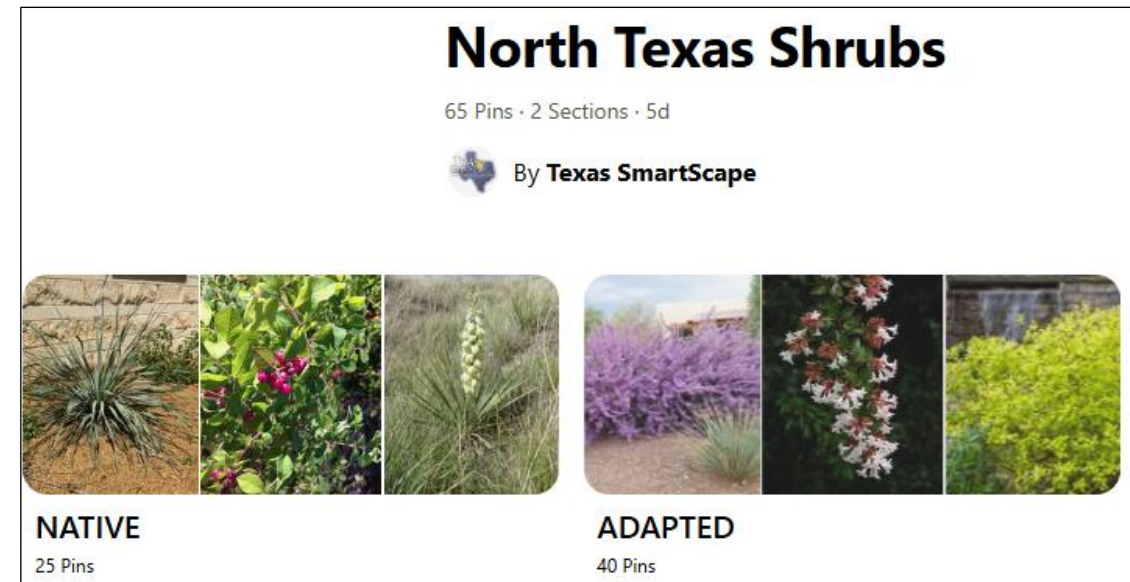 North Texas Shrubs
65 Pins · 2 Sections · 5d
By Texas SmartScape
NATIVE
25 Pins
ADAPTED
40 Pins